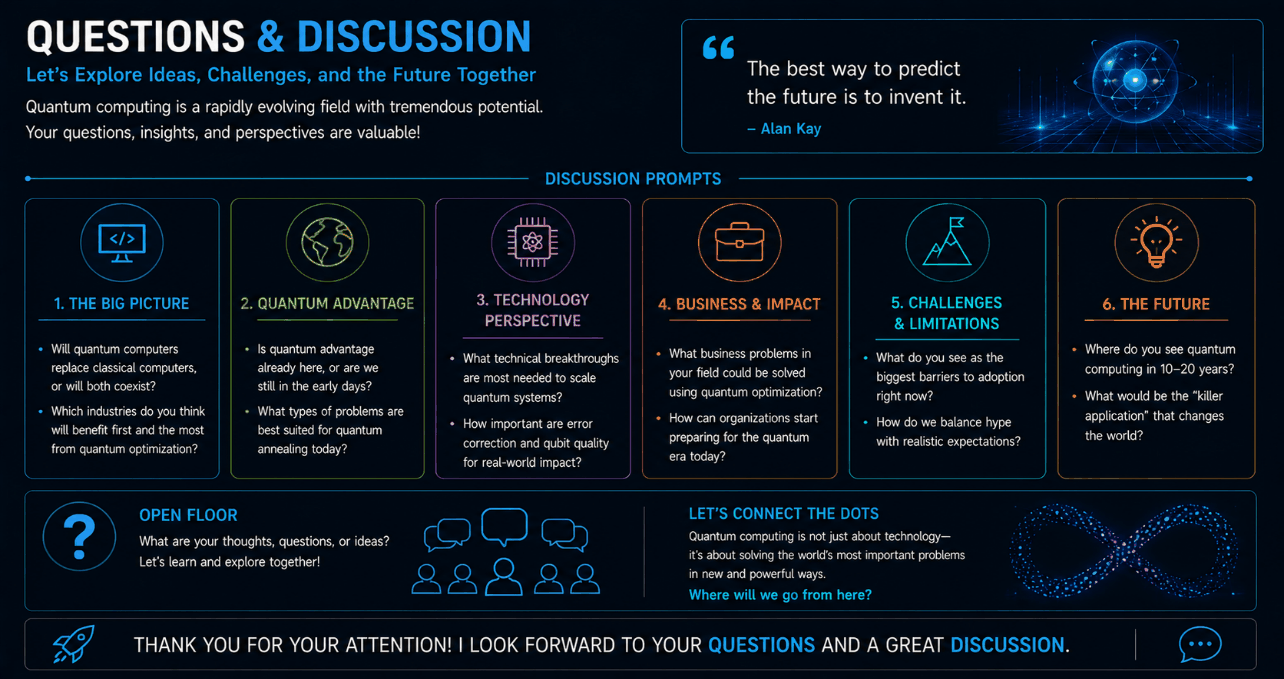 QUESTIONS & DISCUSSION
Let's Explore Ideas, Challenges, and the Future Together
Quantum computing is a rapidly evolving field with tremendous potential.
Your questions, insights, and perspectives are valuable!
“
The best way to predict
the future is to invent it.
– Alan Kay
DISCUSSION PROMPTS
</>
1. THE BIG PICTURE
• Will quantum computers
replace classical computers,
or will both coexist?
• Which industries do you think
will benefit first and the most
from quantum optimization?
2. QUANTUM ADVANTAGE
• Is quantum advantage
already here, or are we
still in the early days?
• What types of problems are
best suited for quantum
annealing today?
3. TECHNOLOGY
PERSPECTIVE
• What technical breakthroughs
are most needed to scale
quantum systems?
• How important are error
correction and qubit quality
for real-world impact?
4. BUSINESS & IMPACT
• What business problems in
your field could be solved
using quantum optimization?
• How can organizations start
preparing for the quantum
era today?
5. CHALLENGES
& LIMITATIONS
• What do you see as the
biggest barriers to adoption
right now?
• How do we balance hype
with realistic expectations?
6. THE FUTURE
• Where do you see quantum
computing in 10–20 years?
• What would be the “killer
application” that changes
the world?
?
OPEN FLOOR
What are your thoughts, questions, or ideas?
Let's learn and explore together!
LET'S CONNECT THE DOTS
Quantum computing is not just about technology—
it's about solving the world's most important problems
in new and powerful ways.
Where will we go from here?
THANK YOU FOR YOUR ATTENTION! I LOOK FORWARD TO YOUR QUESTIONS AND A GREAT DISCUSSION.